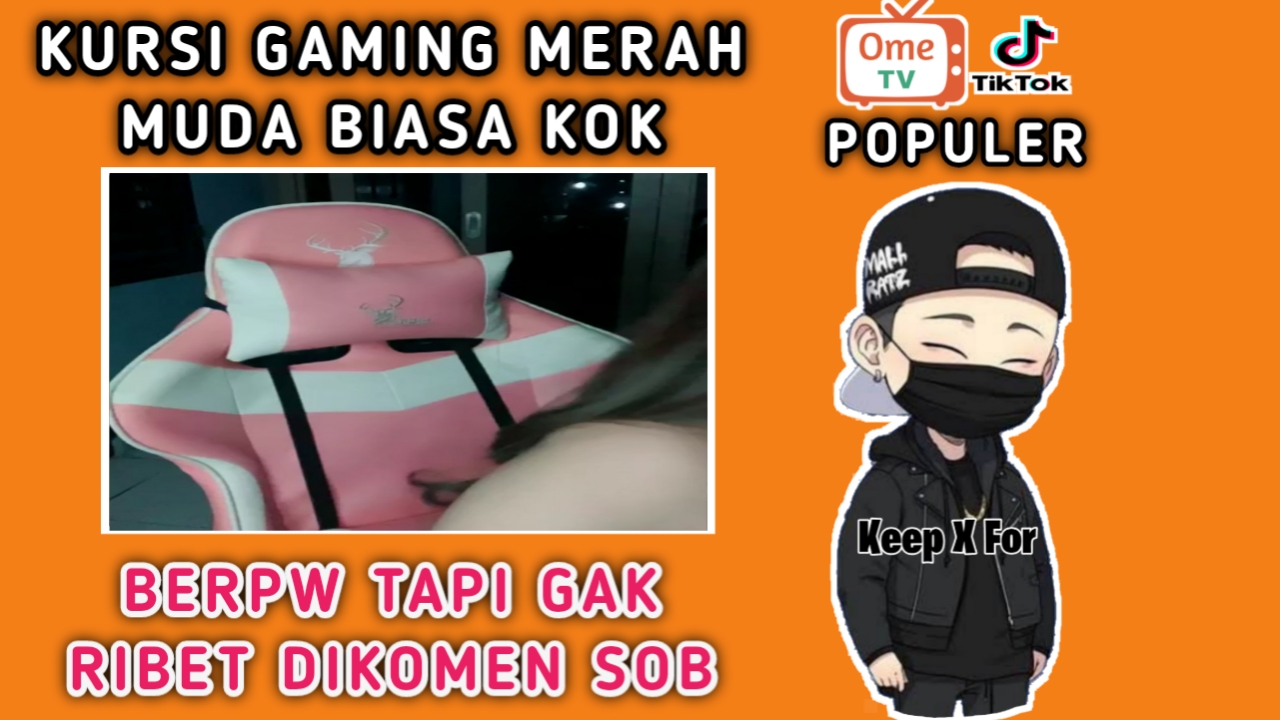 KURSI GAMING MERAH
MUDA BIASA KOK
BERPW TAPI GAK
RIBET DIKOMEN SOB
Ome
TV
TikTok
POPULER
MALL
RATZ
Keep X For